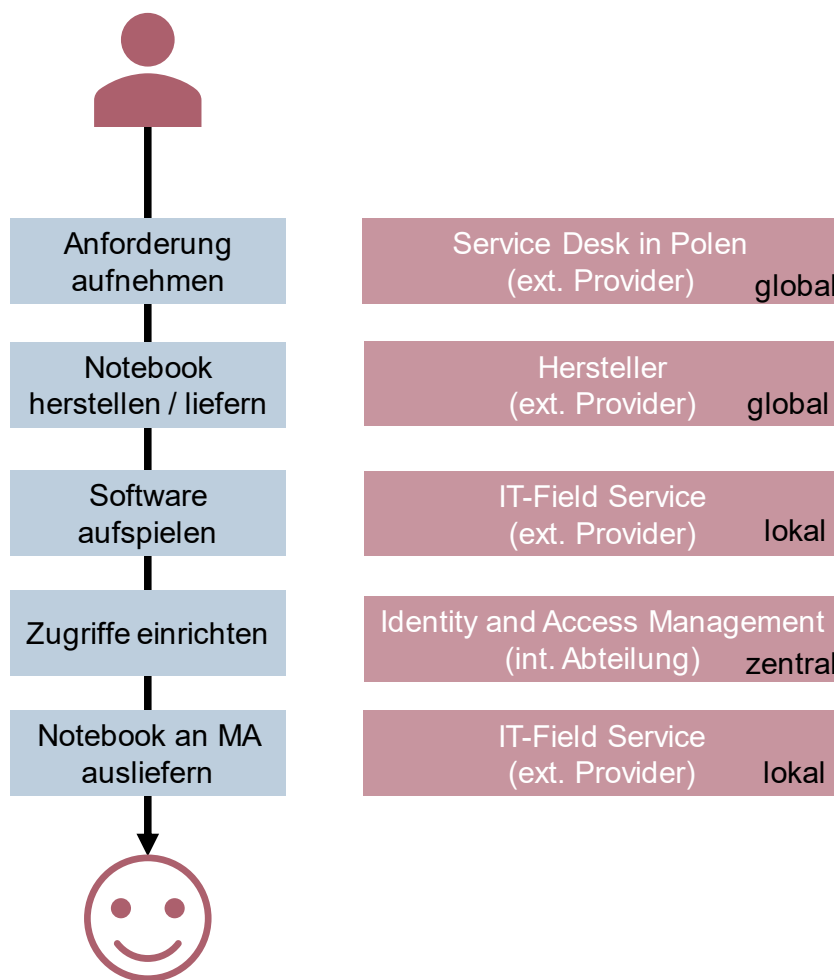 Anforderung
aufnehmen
Service Desk in Polen
(ext. Provider)
global
Notebook
herstellen / liefern
Hersteller
(ext. Provider)
global
Software
aufspielen
IT-Field Service
(ext. Provider)
lokal
Zugriffe einrichten
Identity and Access Management
(int. Abteilung)
zentral
Notebook an MA
ausliefern
IT-Field Service
(ext. Provider)
lokal